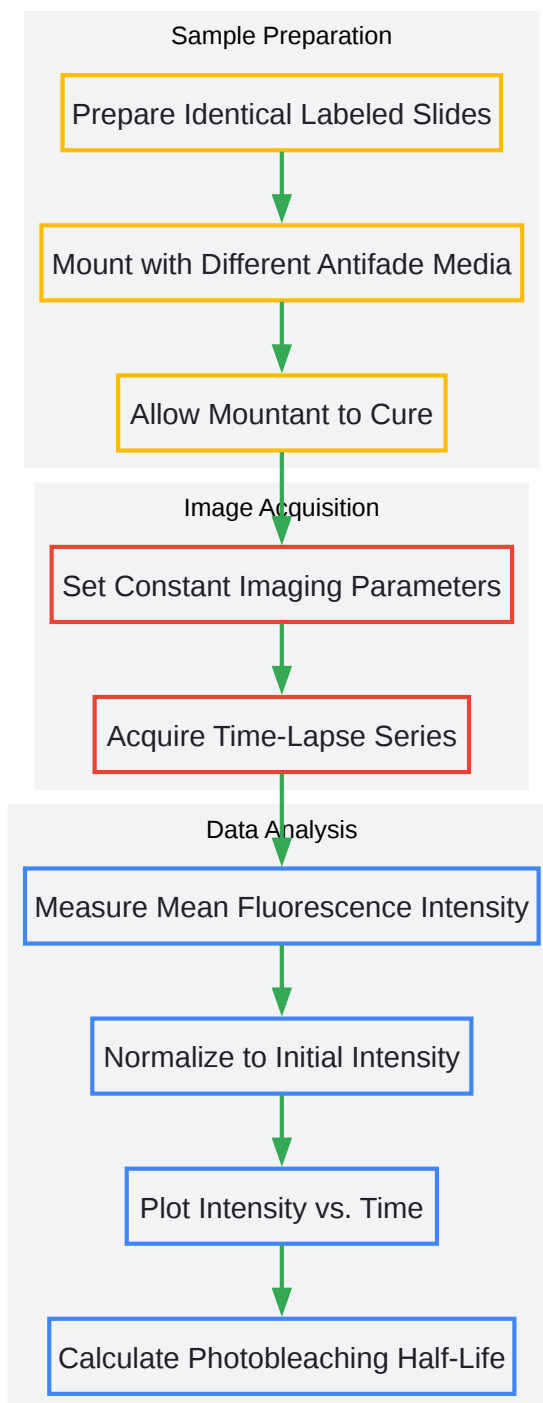 Sample Preparation
Prepare Identical Labeled Slides
Mount with Different Antifade Media
Allow Mountant to Cure
Image Acquisition
Set Constant Imaging Parameters
Acquire Time-Lapse Series
Data Analysis
Measure Mean Fluorescence Intensity
Normalize to Initial Intensity
Plot Intensity vs. Time
Calculate Photobleaching Half-Life